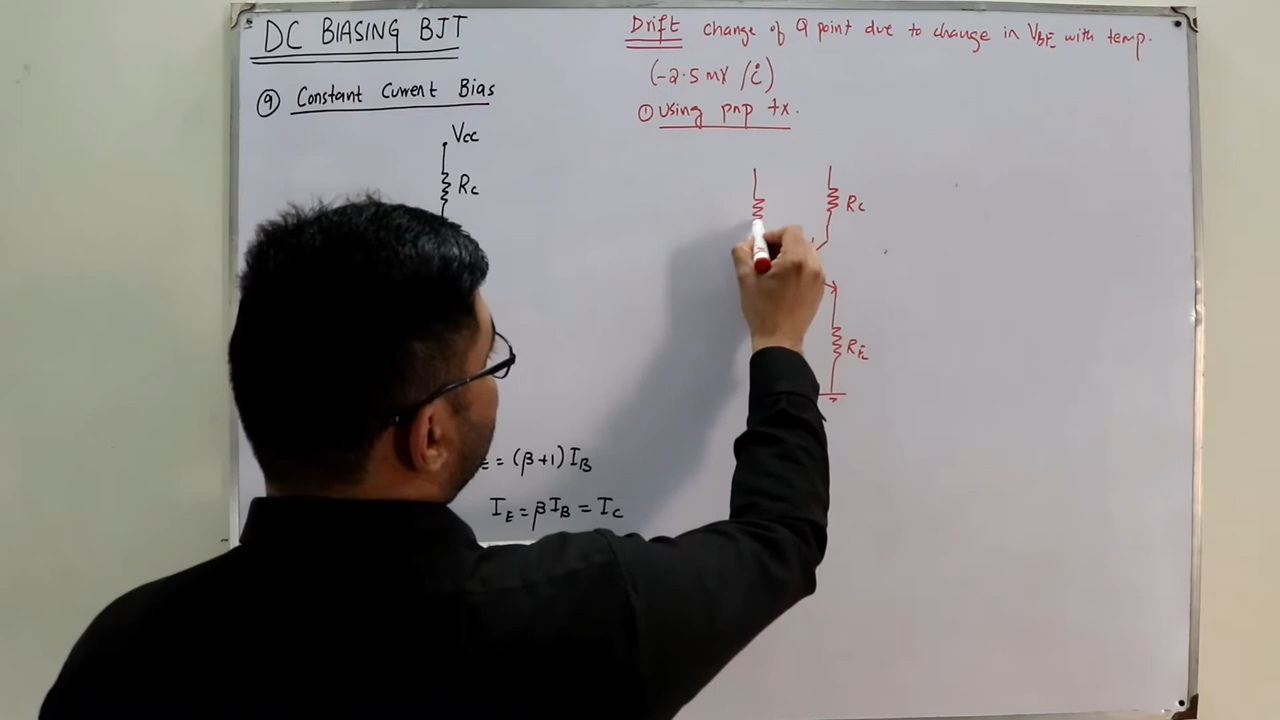 DC BIASING BJT
⑨ Constant Current Bias
Vcc
Rc
= (β+1) IB
IE = βIB = IC
Drift change of Q point due to change in VBE with temp.
(-2.5 mV /°C)
① Using pnp tx.
RC
RE